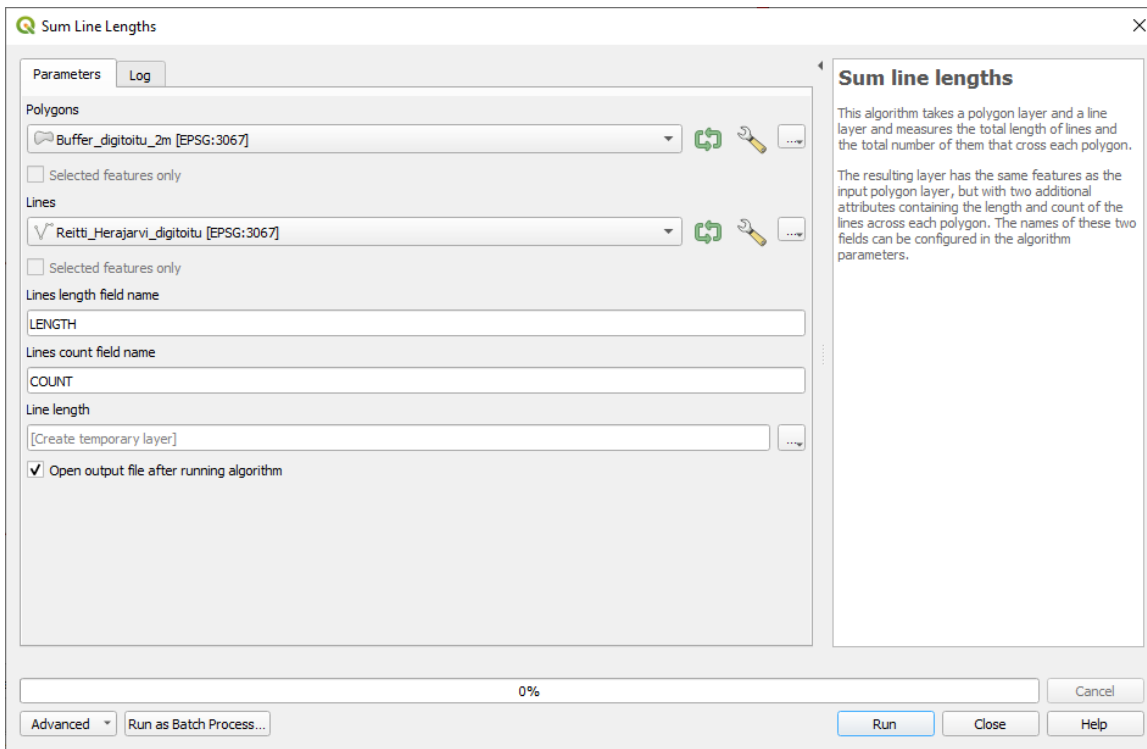 Sum Line Lengths
Parameters
Log
Polygons
Buffer_digitoitu_2m [EPSG:3067]
...
Selected features only
Lines
Reitti_Herajarvi_digitoitu [EPSG:3067]
...
Selected features only
Lines length field name
LENGTH
Lines count field name
COUNT
Line length
[Create temporary layer]
...
Open output file after running algorithm
Sum line lengths
This algorithm takes a polygon layer and a line
layer and measures the total length of lines and
the total number of them that cross each polygon.
The resulting layer has the same features as the
input polygon layer, but with two additional
attributes containing the length and count of the
lines across each polygon. The names of these two
fields can be configured in the algorithm
parameters.
0%
Cancel
Advanced
Run as Batch Process...
Run
Close
Help